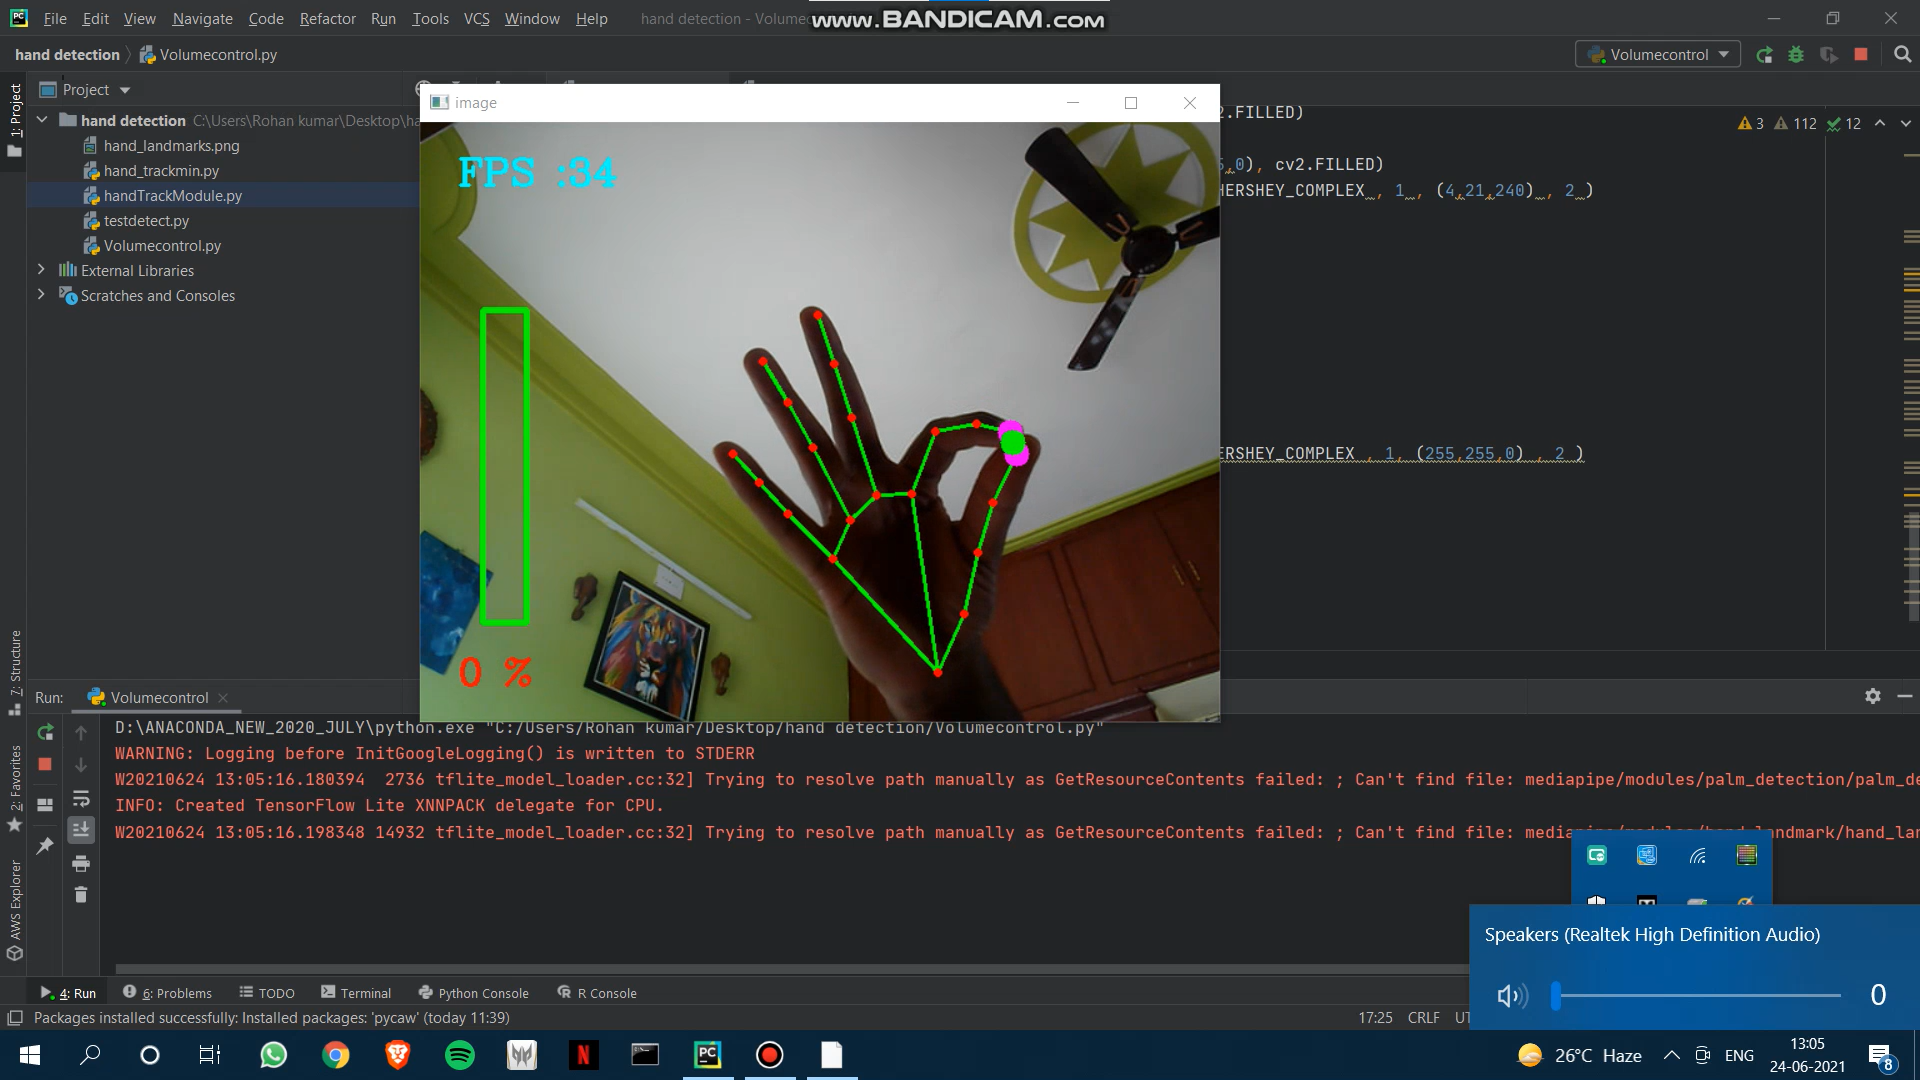 File Edit View Navigate Code Refactor Run Tools VCS Window Help hand detection - Volumec
www.BANDICAM.com
hand detection Volumecontrol.py
Volumecontrol
1: Project
Project
image
hand detection C:\Users\Rohan kumar\Desktop\ha
hand_landmarks.png
hand_trackmin.py
handTrackModule.py
testdetect.py
Volumecontrol.py
External Libraries
Scratches and Consoles
FPS :34
0 %
2.FILLED)
,0), cv2.FILLED)
HERSHEY_COMPLEX , 1 , (4,21,240) , 2 )
ERSHEY_COMPLEX , 1, (255,255,0) , 2 )
3 112 12
7: Structure
2: Favorites
AWS Explorer
Run: Volumecontrol
D:\ANACONDA_NEW_2020_JULY\python.exe "C:/Users/Rohan kumar/Desktop/hand detection/Volumecontrol.py"
WARNING: Logging before InitGoogleLogging() is written to STDERR
W20210624 13:05:16.180394  2736 tflite_model_loader.cc:32] Trying to resolve path manually as GetResourceContents failed: ; Can't find file: mediapipe/modules/palm_detection/palm_de
INFO: Created TensorFlow Lite XNNPACK delegate for CPU.
W20210624 13:05:16.198348 14932 tflite_model_loader.cc:32] Trying to resolve path manually as GetResourceContents failed: ; Can't find file: mediapipe/modules/hand_landmark/hand_lan
Speakers (Realtek High Definition Audio)
0
4: Run 6: Problems TODO Terminal Python Console R Console
Packages installed successfully: Installed packages: 'pycaw' (today 11:39)
17:25 CRLF UT
26°C Haze ENG
13:05
24-06-2021
8